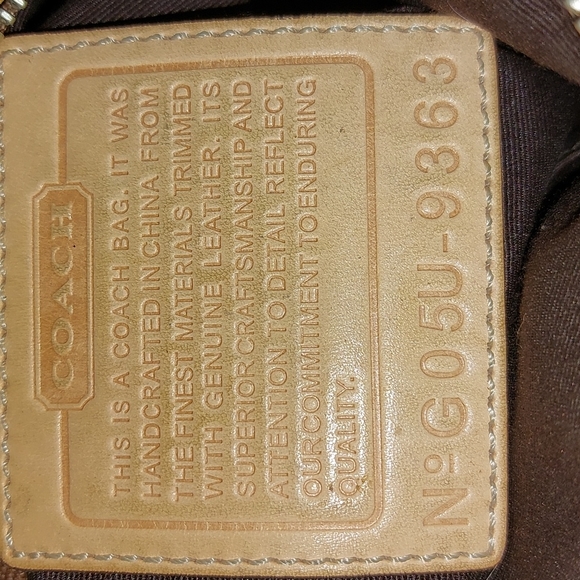 COACH
THIS IS A COACH BAG. IT WAS
HANDCRAFTED IN CHINA FROM
THE FINEST MATERIALS TRIMMED
WITH GENUINE LEATHER. ITS
SUPERIOR CRAFTSMANSHIP AND
ATTENTION TO DETAIL REFLECT
OUR COMMITMENT TO ENDURING
QUALITY.
Nº G05U-9363